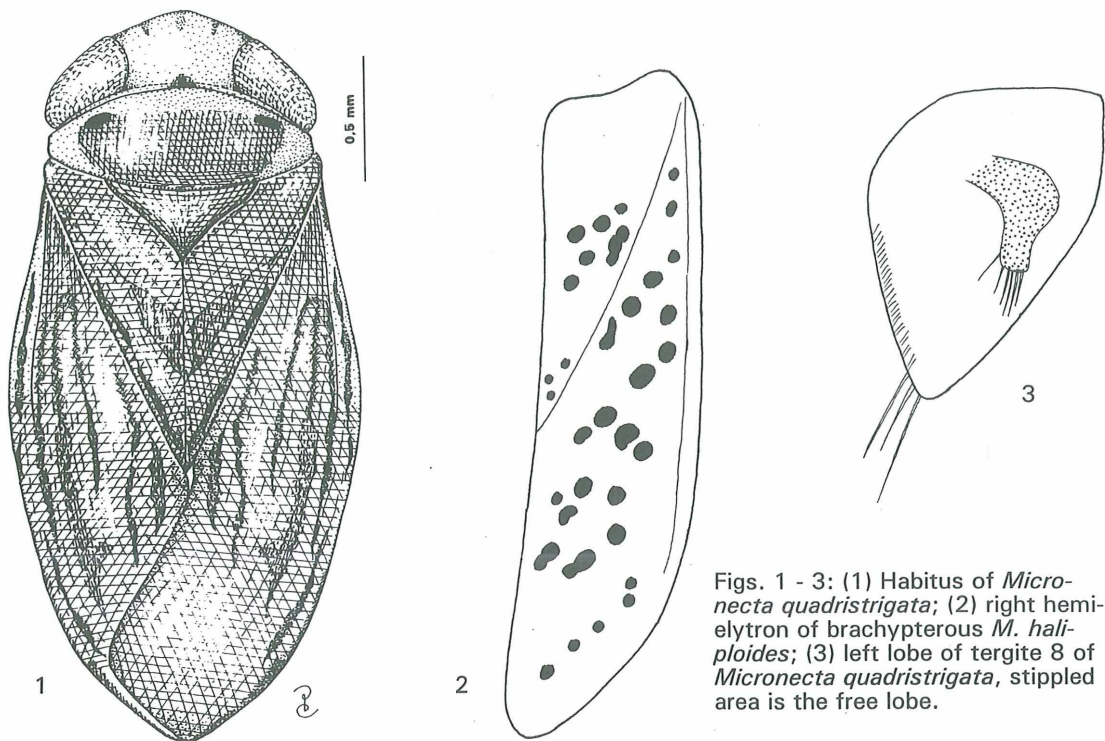 0,5 mm
1
2
3
Figs. 1 - 3: (1) Habitus of Micro-
necta quadristrigata; (2) right hemi-
elytron of brachypterous M. hali-
ploides; (3) left lobe of tergite 8 of
Micronecta quadristrigata, stippled
area is the free lobe.